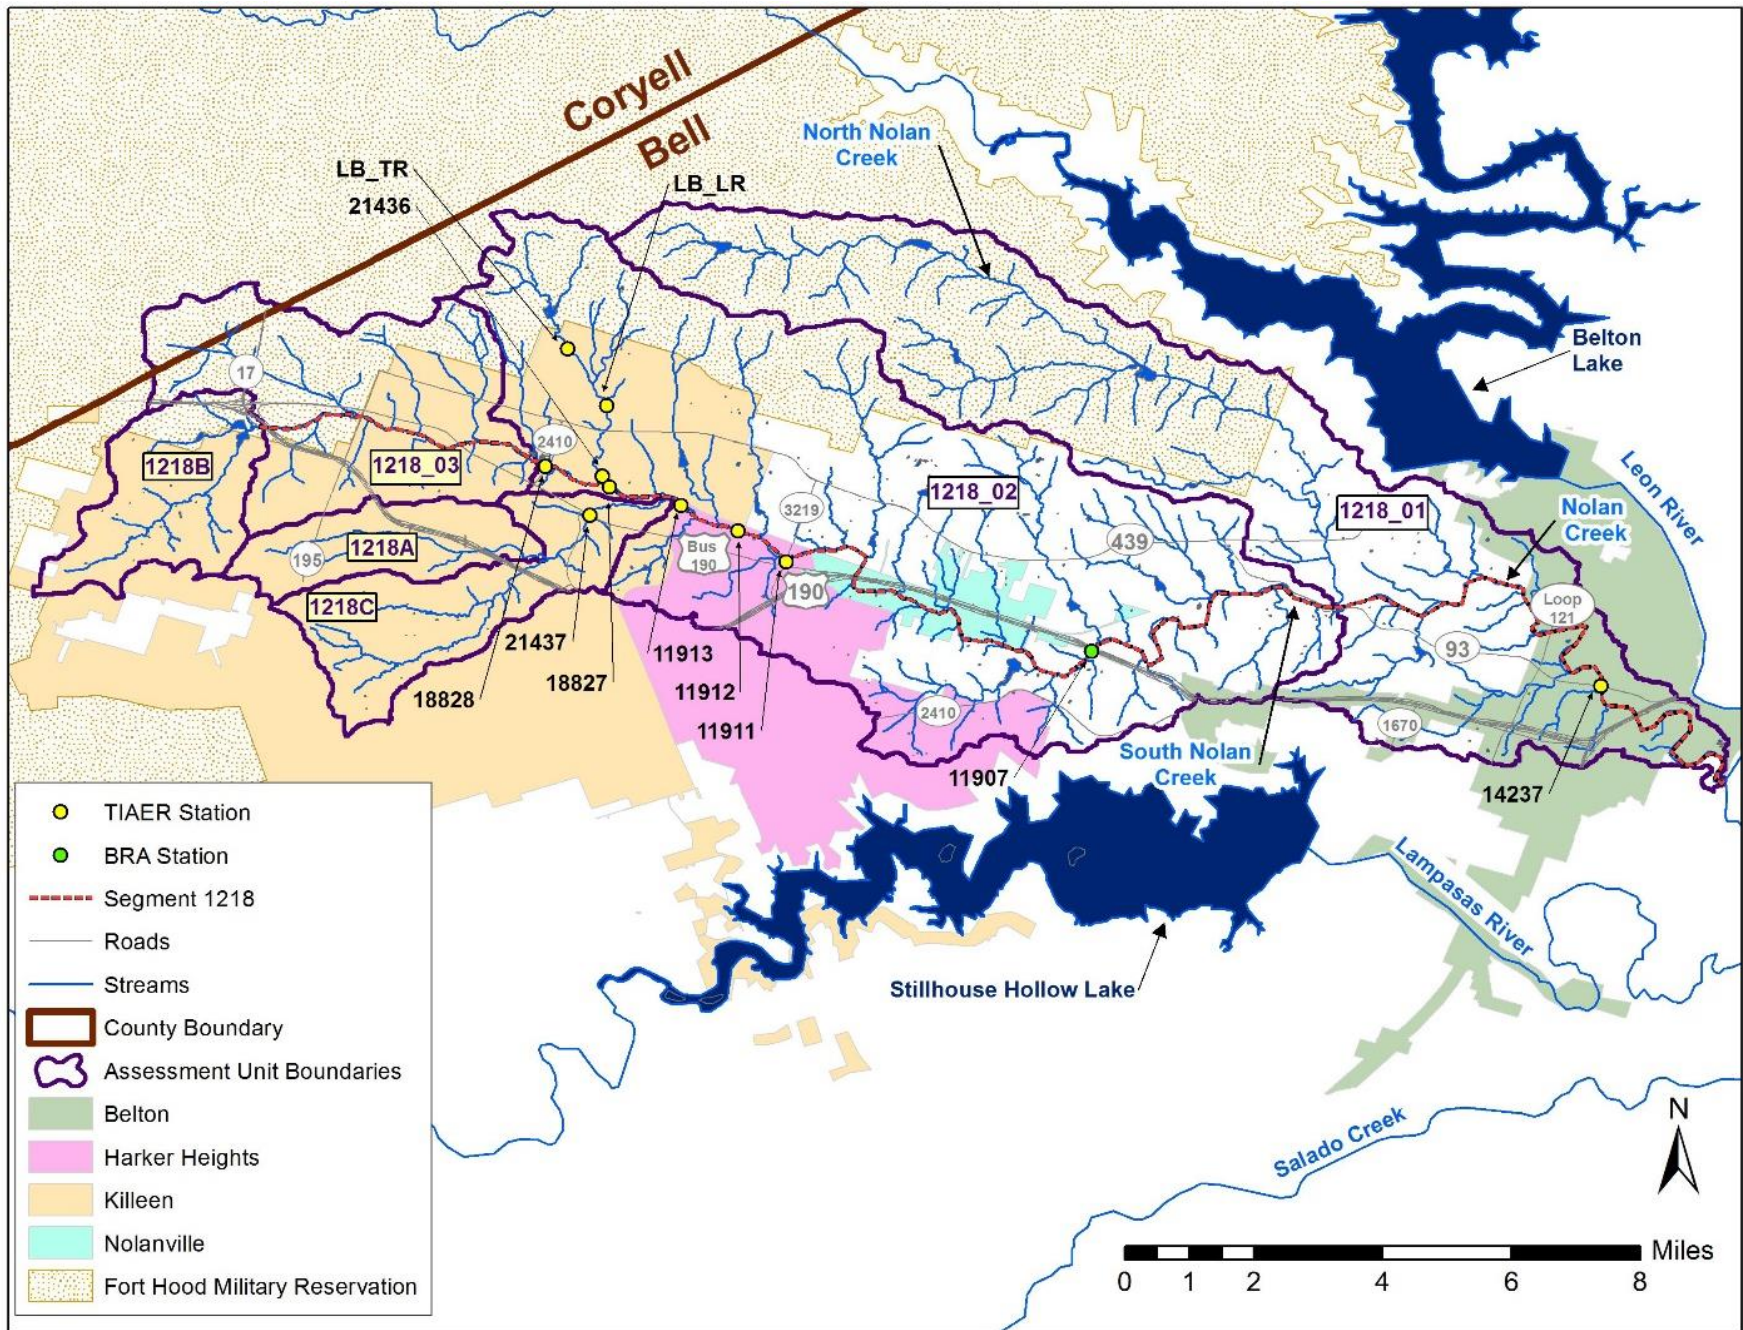 Coryell
Bell
North Nolan
Creek
LB_TR
21436
LB_LR
Belton
Lake
17
2410
1218B
1218_03
1218_02
1218_01
Leon River
Nolan
Creek
3219
439
Bus
190
195
1218A
190
1218C
Loop
121
93
21437
18827
11913
18828
11912
11911
2410
1670
South Nolan
Creek
11907
14237
Lampasas River
Stillhouse Hollow Lake
Salado Creek
TIAER Station
BRA Station
Segment 1218
Roads
Streams
County Boundary
Assessment Unit Boundaries
Belton
Harker Heights
Killeen
Nolanville
Fort Hood Military Reservation
N
Miles
0 1 2 4 6 8